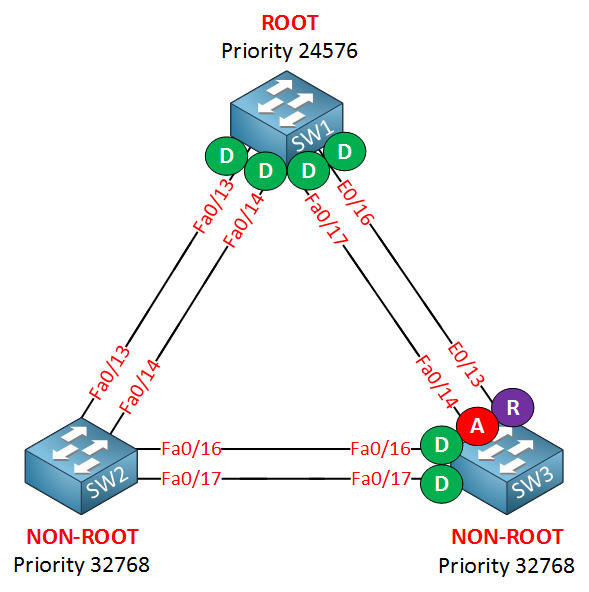 ROOT
Priority 24576
SW1
D
D
D
D
Fa0/13
Fa0/14
Fa0/17
E0/16
Fa0/13
Fa0/14
Fa0/14
E0/13
R
A
D
D
Fa0/16
Fa0/16
Fa0/17
Fa0/17
SW2
SW3
NON-ROOT
Priority 32768
NON-ROOT
Priority 32768